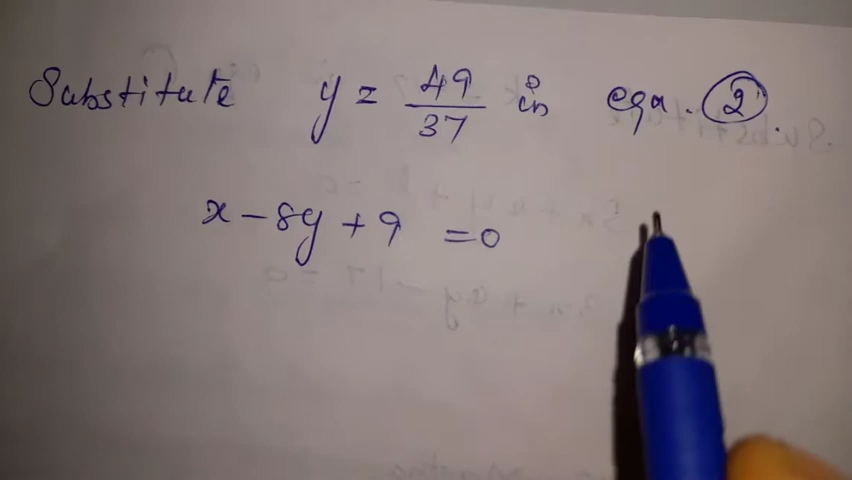 Substitute y = 49/37 in eqn. 2.
x - 8y + 9 = 0